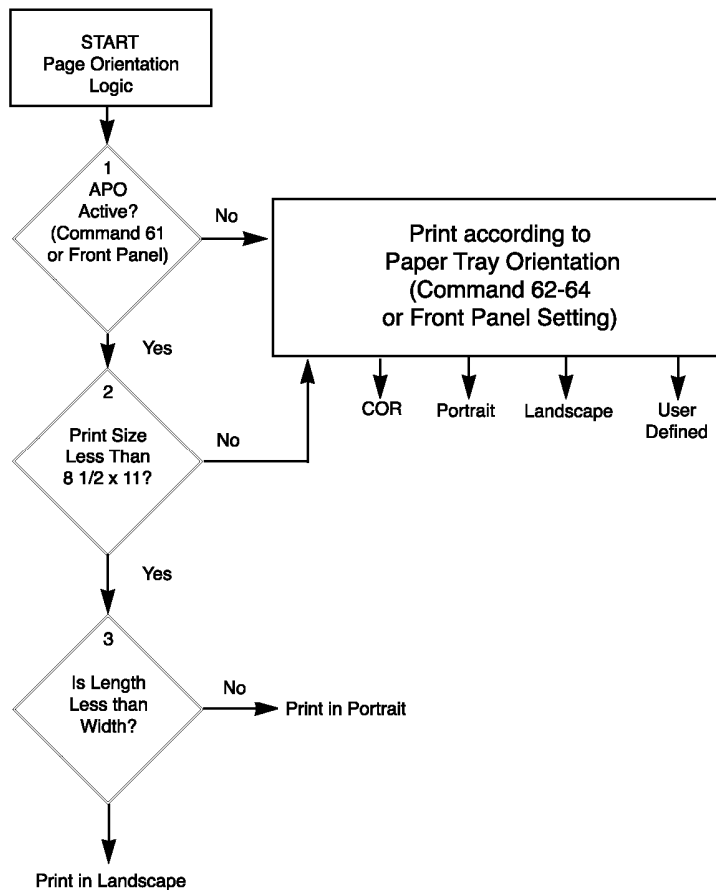 START
Page Orientation
Logic
1
APO
Active?
(Command 61
or Front Panel)
No
Print according to
Paper Tray Orientation
(Command 62-64
or Front Panel Setting)
Yes
COR
Portrait
Landscape
User
Defined
2
Print Size
Less Than
8 1/2 x 11?
No
Yes
3
Is Length
Less than
Width?
No
Print in Portrait
Print in Landscape